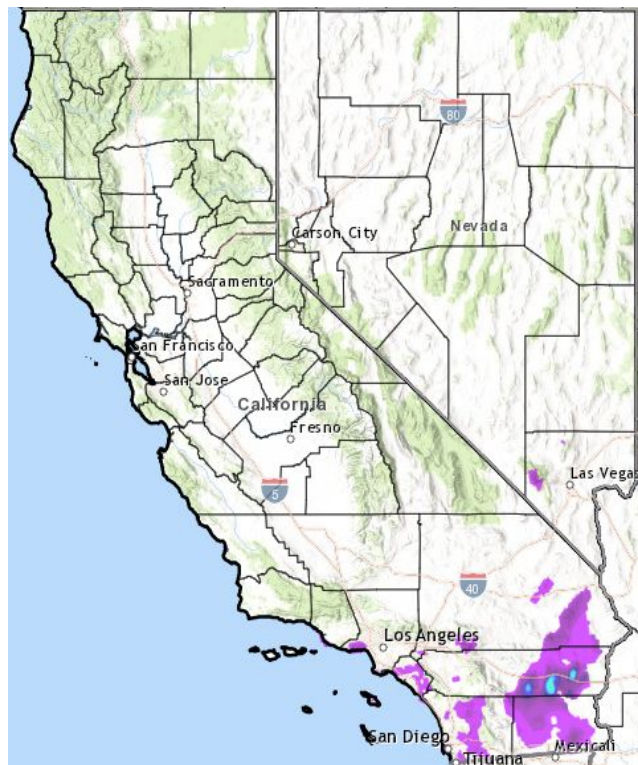 80
Nevada
Carson City
Sacramento
San Francisco
San Jose
California
Fresno
Las Vegas
5
40
Los Angeles
San Diego
Mexicali
Tijuana